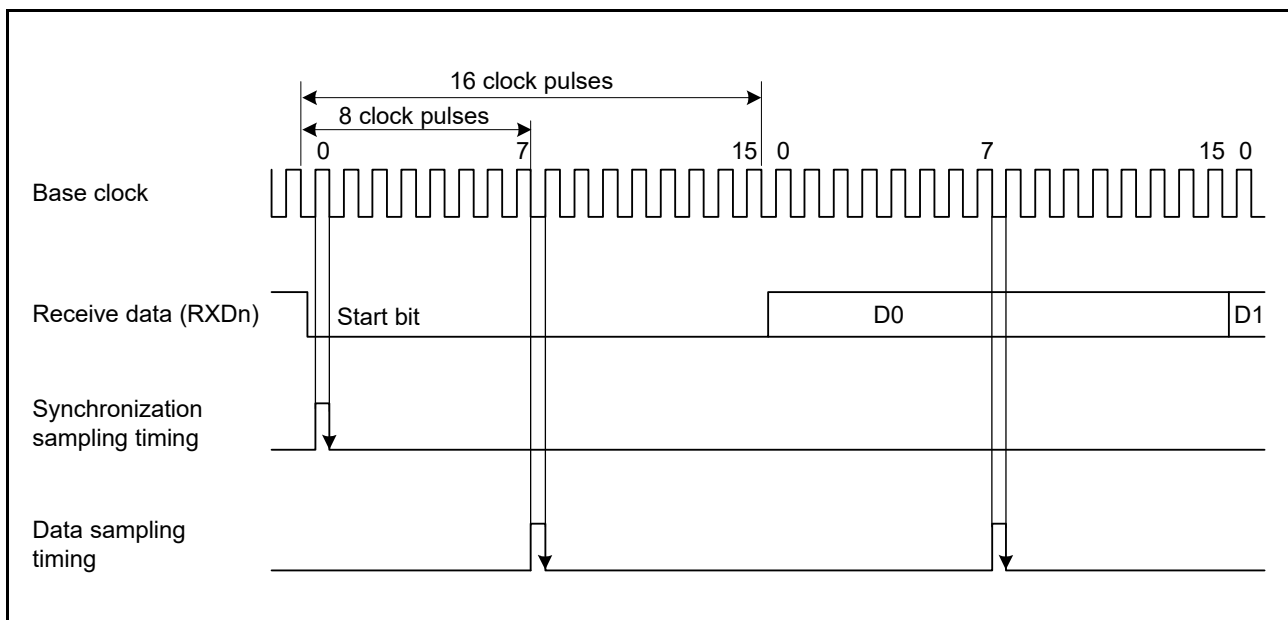 16 clock pulses
8 clock pulses
0 7 15 0 7 15 0
Base clock
Receive data (RXDn)
Start bit
D0
D1
Synchronization
sampling timing
Data sampling
timing